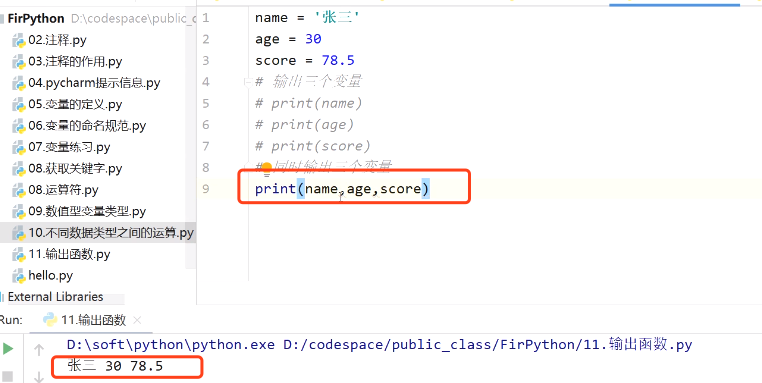 FirPython D:\codespace\public_c
02.注释.py
03.注释的作用.py
04.pycharm提示信息.py
05.变量的定义.py
06.变量的命名规范.py
07.变量练习.py
08.获取关键字.py
08.运算符.py
09.数值型变量类型.py
10.不同数据类型之间的运算.py
11.输出函数.py
hello.py
External Libraries
1 name = '张三'
2 age = 30
3 score = 78.5
4 # 输出三个变量
5 # print(name)
6 # print(age)
7 # print(score)
8 # 同时输出三个变量
9 print(name,age,score)
Run: 11.输出函数
D:\soft\python\python.exe D:/codespace/public_class/FirPython/11.输出函数.py
张三 30 78.5